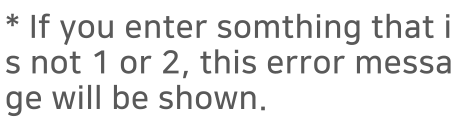 * If you enter somthing that i
s not 1 or 2, this error messa
ge will be shown.